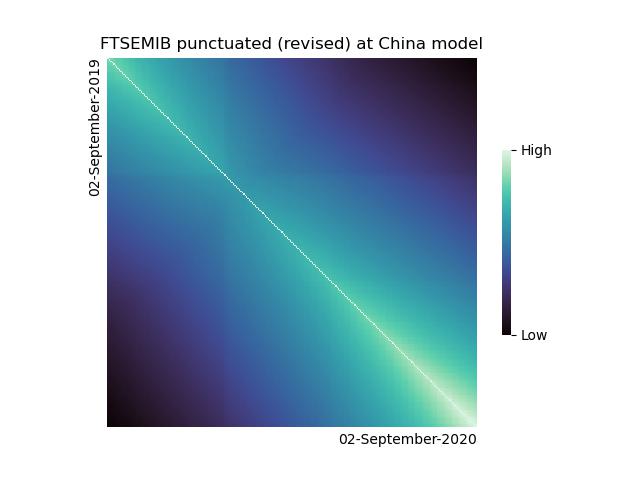 FTSEMIB punctuated (revised) at China model
02-September-2019
High
Low
02-September-2020